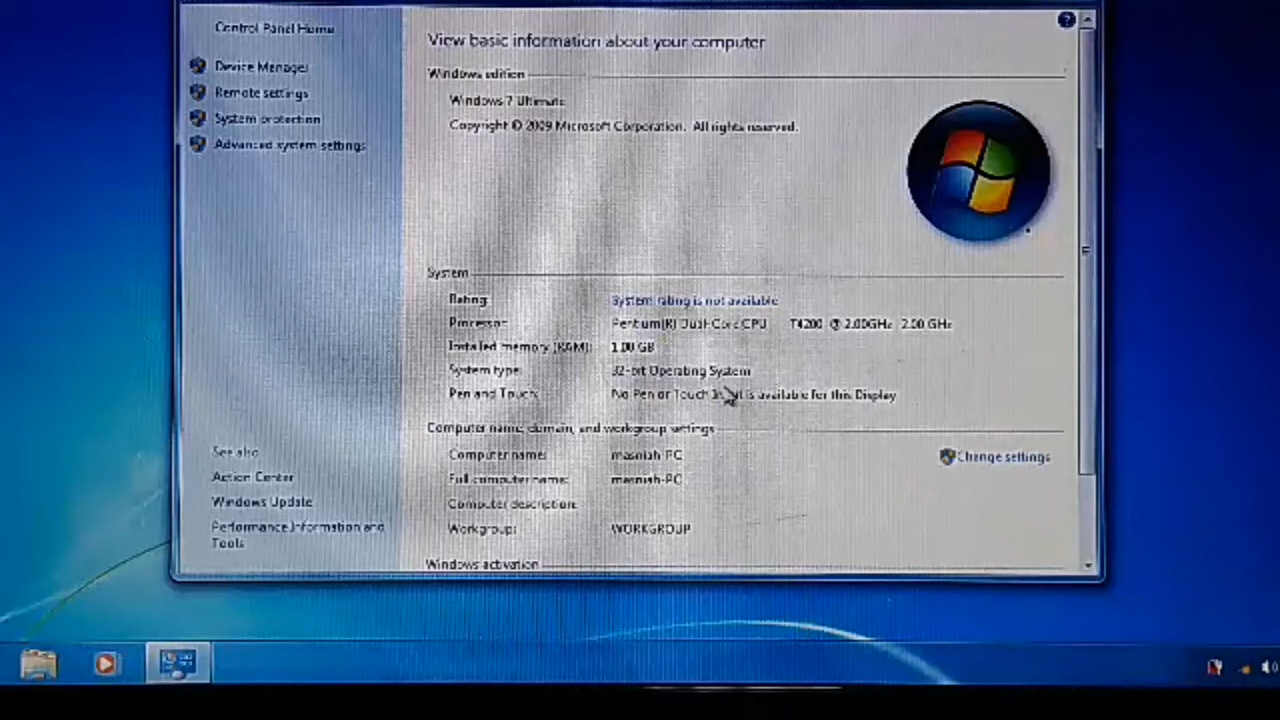 Control Panel Home
Device Manager
Remote settings
System protection
Advanced system settings
See also
Action Center
Windows Update
Performance Information and
Tools
View basic information about your computer
Windows edition
Windows 7 Ultimate
Copyright © 2009 Microsoft Corporation. All rights reserved.
System
Rating: System rating is not available
Processor: Pentium(R) Dual-Core CPU T4200 @ 2.00GHz 2.00 GHz
Installed memory (RAM): 1.00 GB
System type: 32-bit Operating System
Pen and Touch: No Pen or Touch Input is available for this Display
Computer name, domain, and workgroup settings
Computer name: masniah-PC
Change settings
Full computer name: masniah-PC
Computer description:
Workgroup: WORKGROUP
Windows activation